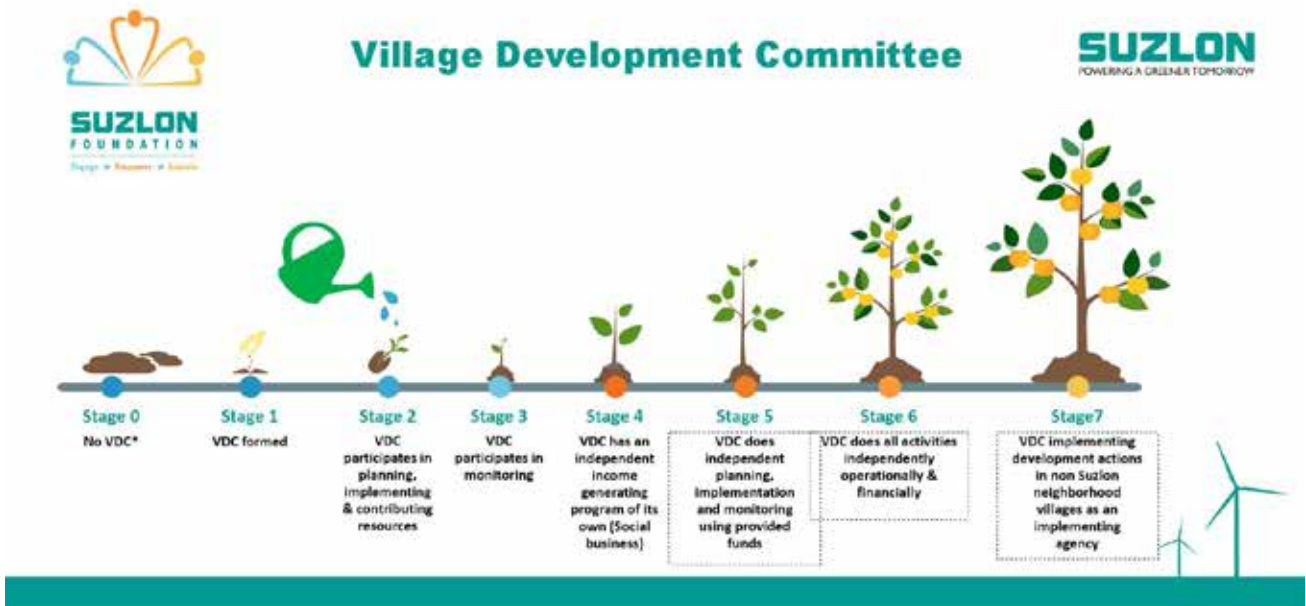 Village Development Committee
SUZLON
POWERING A GREENER TOMORROW
SUZLON
FOUNDATION
Engage → Empower → Sustain
Stage 0
No VDC*
Stage 1
VDC formed
Stage 2
VDC
participates in
planning,
implementing
& contributing
resources
Stage 3
VDC
participates in
monitoring
Stage 4
VDC has an
independent
income
generating
program of its
own (Social
business)
Stage 5
VDC does
independent
planning,
Implementation
and monitoring
using provided
funds
Stage 6
VDC does all activities
independently
operationally &
financially
Stage7
VDC implementing
development actions
in non Suzlon
neighborhood
villages as an
implementing
agency